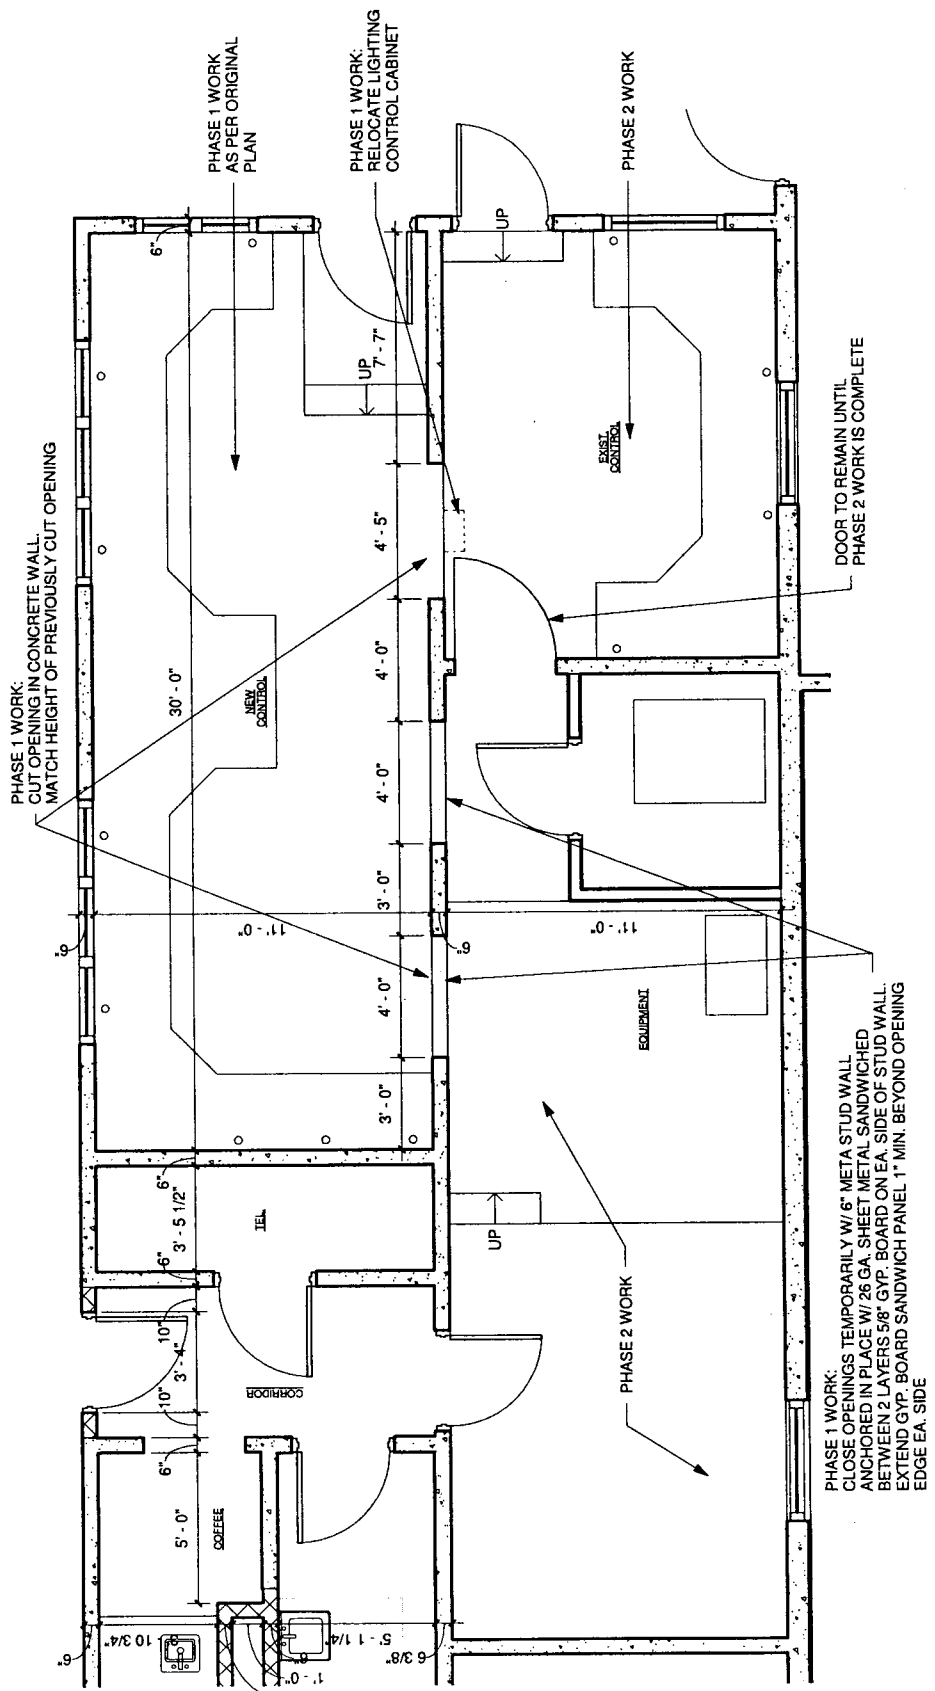 PHASE 1 WORK:
CUT OPENING IN CONCRETE WALL.
MATCH HEIGHT OF PREVIOUSLY CUT OPENING
PHASE 1 WORK
AS PER ORIGINAL
PLAN
PHASE 1 WORK:
RELOCATE LIGHTING
CONTROL CABINET
PHASE 2 WORK
DOOR TO REMAIN UNTIL
PHASE 2 WORK IS COMPLETE
PHASE 1 WORK:
CLOSE OPENINGS TEMPORARILY W/ 6" META STUD WALL
ANCHORED IN PLACE W/ 26 GA. SHEET METAL SANDWICHED
BETWEEN 2 LAYERS 5/8" GYP. BOARD ON EA. SIDE OF STUD WALL.
EXTEND GYP. BOARD SANDWICH PANEL 1" MIN. BEYOND OPENING
EDGE EA. SIDE
PHASE 2 WORK
NEW
CONTROL
EXIST.
CONTROL
EQUIPMENT
TEL
CORRIDOR
COFFEE
UP
UP
UP
6"
30' - 0"
7' - 7"
4' - 5"
4' - 0"
4' - 0"
3' - 0"
4' - 0"
3' - 0"
6"
11' - 0"
6"
11' - 0"
6"
3' - 5 1/2"
6"
10"
3' - 4"
10"
6"
5' - 0"
6"
10 3/4"
1' - 0"
6"
5' - 1 1/4"
6 3/8"